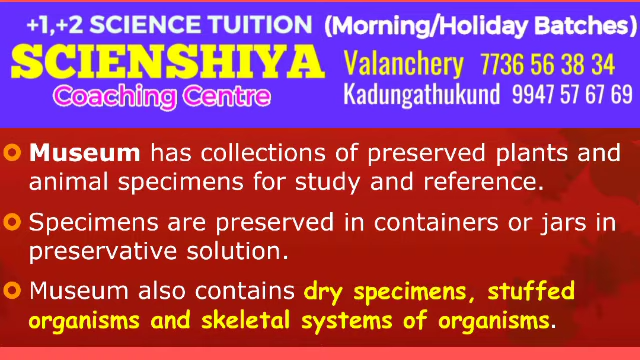 +1,+2 SCIENCE TUITION (Morning/Holiday Batches)
SCIENSHIYA Valanchery 7736 56 38 34
Coaching Centre Kadungathukund 9947 57 67 69
Museum has collections of preserved plants and
animal specimens for study and reference.
Specimens are preserved in containers or jars in
preservative solution.
Museum also contains dry specimens, stuffed
organisms and skeletal systems of organisms.